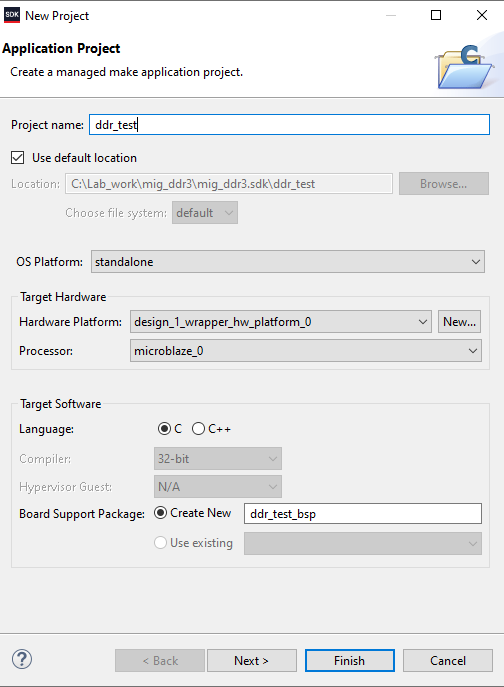 SDK New Project
Application Project
Create a managed make application project.
Project name: ddr_test
Use default location
Location: C:\Lab_work\mig_ddr3\mig_ddr3.sdk\ddr_test Browse...
Choose file system: default
OS Platform: standalone
Target Hardware
Hardware Platform: design_1_wrapper_hw_platform_0 New...
Processor: microblaze_0
Target Software
Language: C C++
Compiler: 32-bit
Hypervisor Guest: N/A
Board Support Package: Create New ddr_test_bsp
Use existing
? < Back Next > Finish Cancel